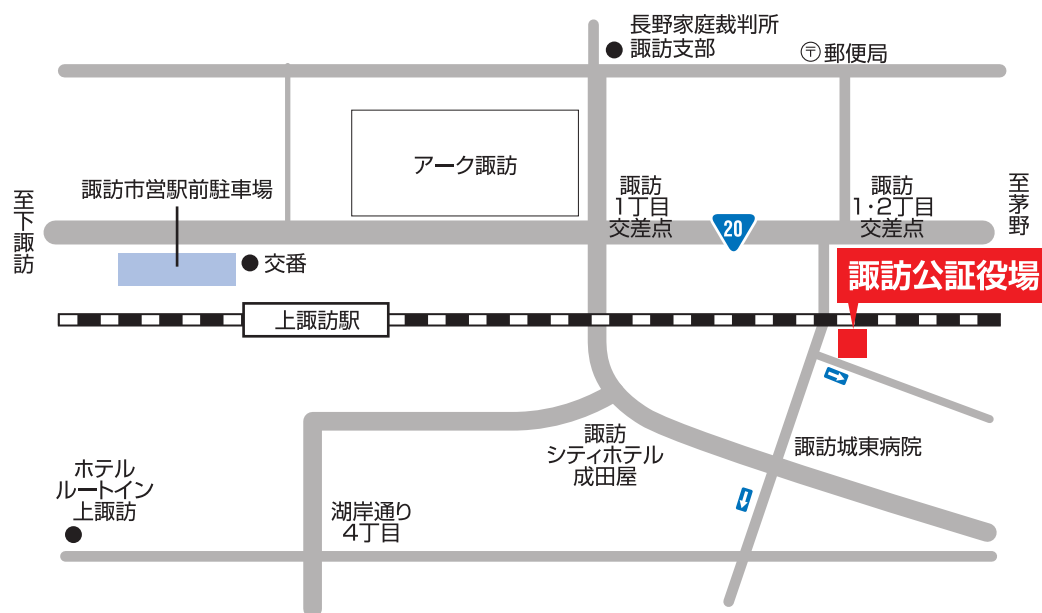 長野家庭裁判所
諏訪支部
〒郵便局
アーク諏訪
諏訪市営駅前駐車場
諏訪
1丁目
交差点
諏訪
1・2丁目
交差点
至茅野
至下諏訪
20
交番
諏訪公証役場
上諏訪駅
諏訪
シティホテル
成田屋
諏訪城東病院
ホテル
ルートイン
上諏訪
湖岸通り
4丁目